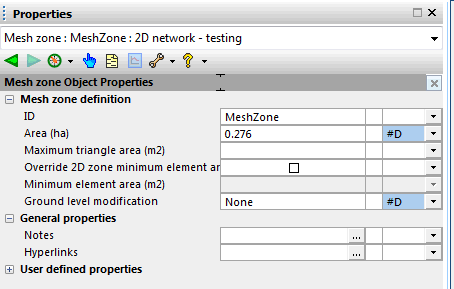 Properties
Mesh zone : MeshZone : 2D network - testing
Mesh zone Object Properties
Mesh zone definition
ID MeshZone
Area (ha) 0.276 #D
Maximum triangle area (m2)
Override 2D zone minimum element ar
Minimum element area (m2)
Ground level modification None #D
General properties
Notes ...
Hyperlinks ...
User defined properties